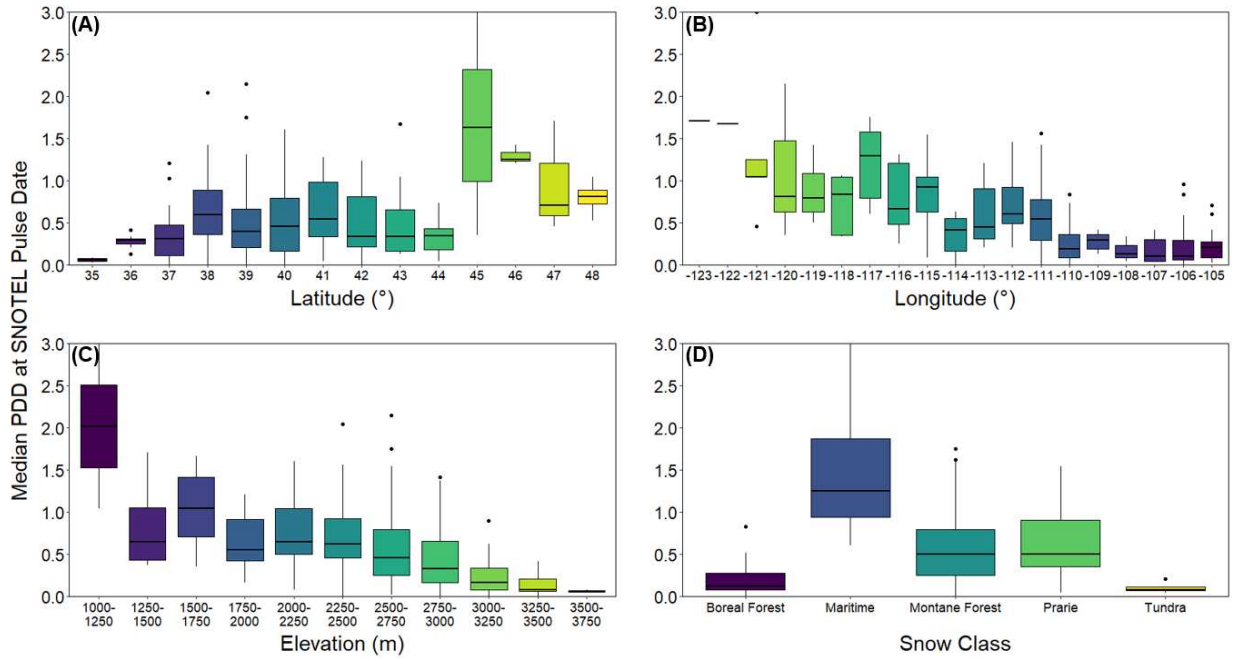 Median PDD at SNOTEL Pulse Date
(A)
3.0
2.5
2.0
1.5
1.0
0.5
0.0
35 36 37 38 39 40 41 42 43 44 45 46 47 48
Latitude (°)
(B)
3.0
2.5
2.0
1.5
1.0
0.5
0.0
-123 -122 -121 -120 -119 -118 -117 -116 -115 -114 -113 -112 -111 -110 -109 -108 -107 -106 -105
Longitude (°)
(C)
3.0
2.5
2.0
1.5
1.0
0.5
0.0
1000- 1250- 1500- 1750- 2000- 2250- 2500- 2750- 3000- 3250- 3500-
1250 1500 1750 2000 2250 2500 2750 3000 3250 3500 3750
Elevation (m)
(D)
3.0
2.5
2.0
1.5
1.0
0.5
0.0
Boreal Forest Maritime Montane Forest Prarie Tundra
Snow Class